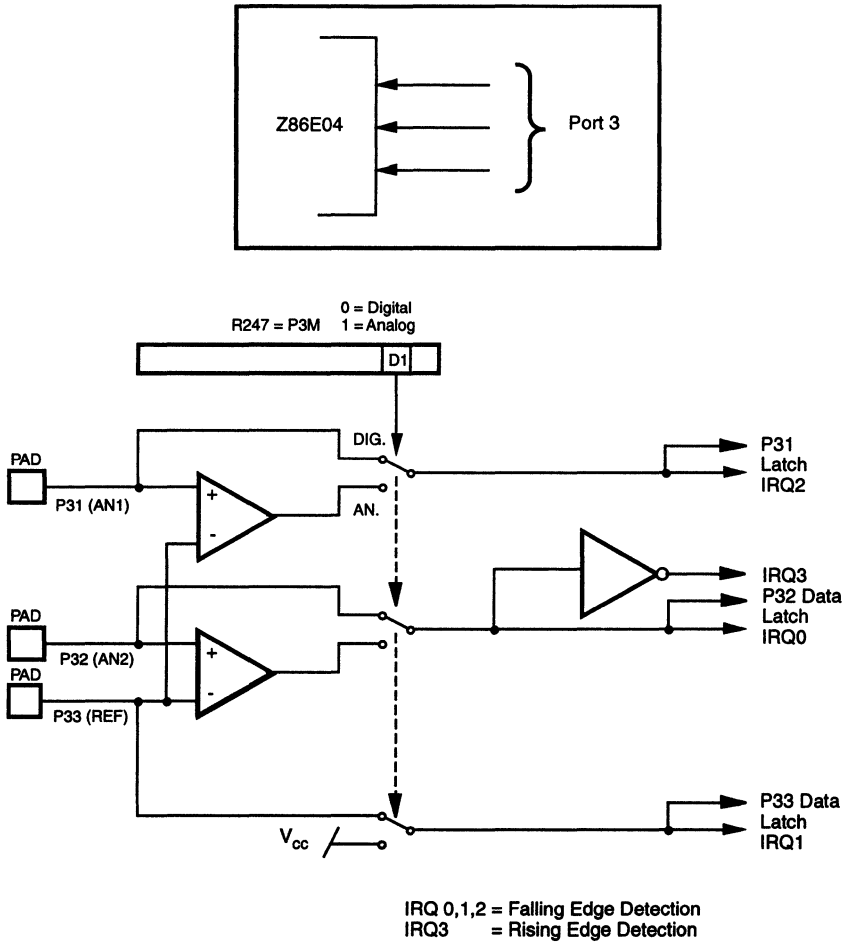 Z86E04
Port 3
0 = Digital
R247 = P3M 1 = Analog
D1
DIG.
PAD
P31 (AN1)
+
-
AN.
P31
Latch
IRQ2
IRQ3
PAD
P32 (AN2)
+
-
P32 Data
Latch
IRQ0
PAD
P33 (REF)
VCC
P33 Data
Latch
IRQ1
IRQ 0,1,2 = Falling Edge Detection
IRQ3 = Rising Edge Detection